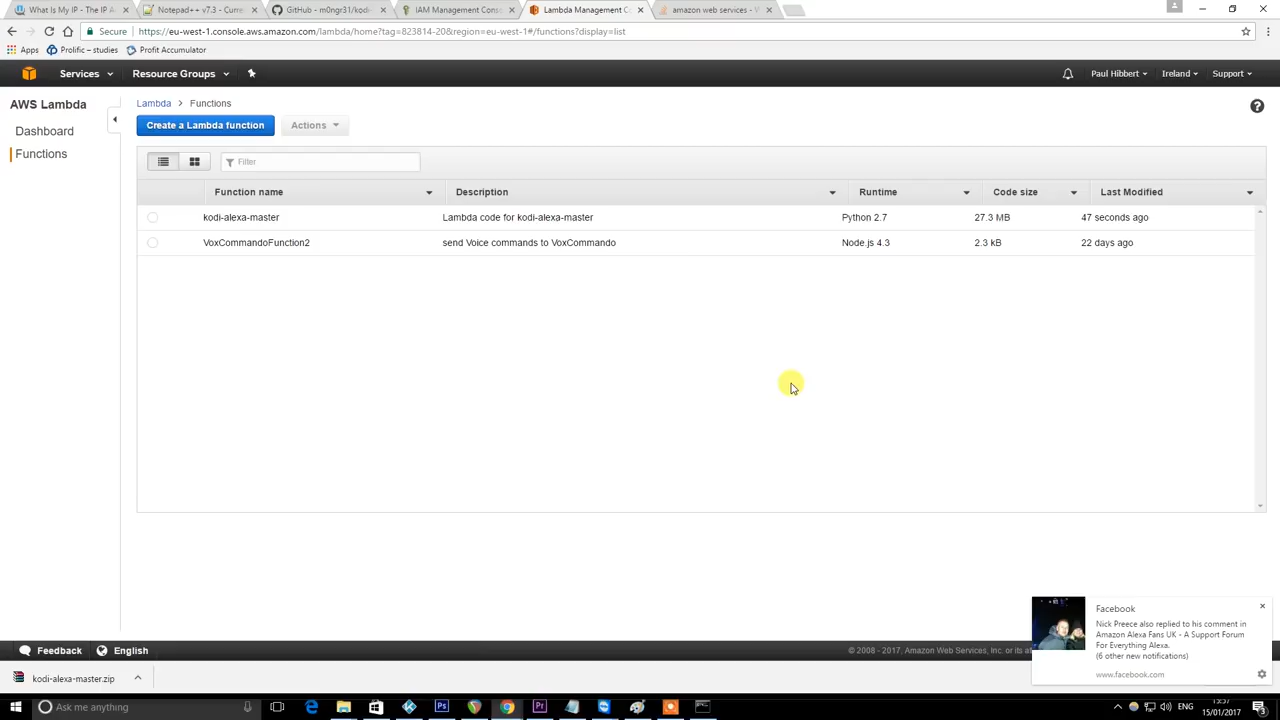 What Is My IP - The IP A
Notepad++ v7.3 - Curre
GitHub - m0ngr31/kodi-
IAM Management Conso
Lambda Management C
amazon web services - W
https://eu-west-1.console.aws.amazon.com/lambda/home?tag=823814-20&region=eu-west-1#/functions?display=list
Secure
Apps
Prolific – studies
Profit Accumulator
Services
Resource Groups
Paul Hibbert
Ireland
Support
AWS Lambda
Dashboard
Functions
Lambda > Functions
Create a Lambda function
Actions
Filter
Function name
Description
Runtime
Code size
Last Modified
kodi-alexa-master
Lambda code for kodi-alexa-master
Python 2.7
27.3 MB
47 seconds ago
VoxCommandoFunction2
send Voice commands to VoxCommando
Node.js 4.3
2.3 kB
22 days ago
Facebook
Nick Preece also replied to his comment in
Amazon Alexa Fans UK - A Support Forum
For Everything Alexa.
(6 other new notifications)
www.facebook.com
Feedback
English
© 2008 - 2017, Amazon Web Services, Inc. or its
kodi-alexa-master.zip
Ask me anything
ENG
15:57
15/01/2017